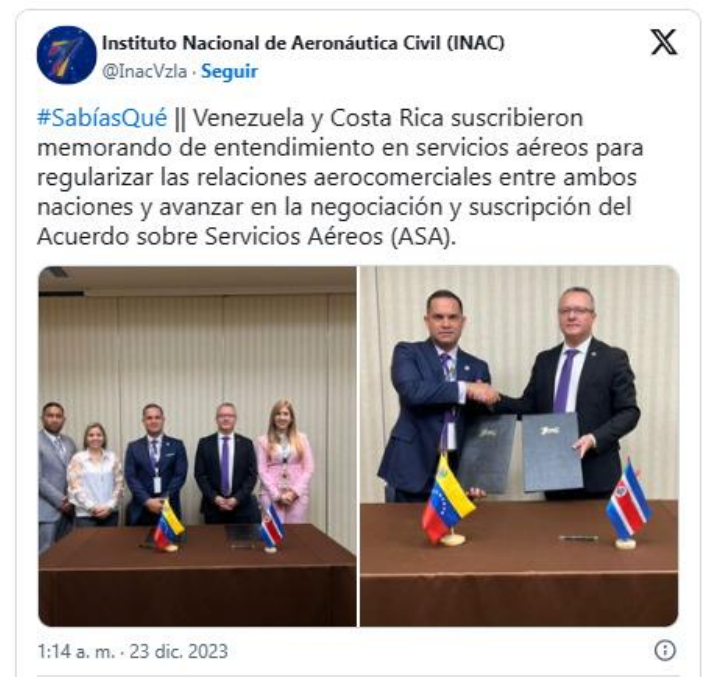 Instituto Nacional de Aeronáutica Civil (INAC)
@InacVzla · Seguir
#SabíasQué || Venezuela y Costa Rica suscribieron
memorando de entendimiento en servicios aéreos para
regularizar las relaciones aerocomerciales entre ambos
naciones y avanzar en la negociación y suscripción del
Acuerdo sobre Servicios Aéreos (ASA).
1:14 a. m. · 23 dic. 2023